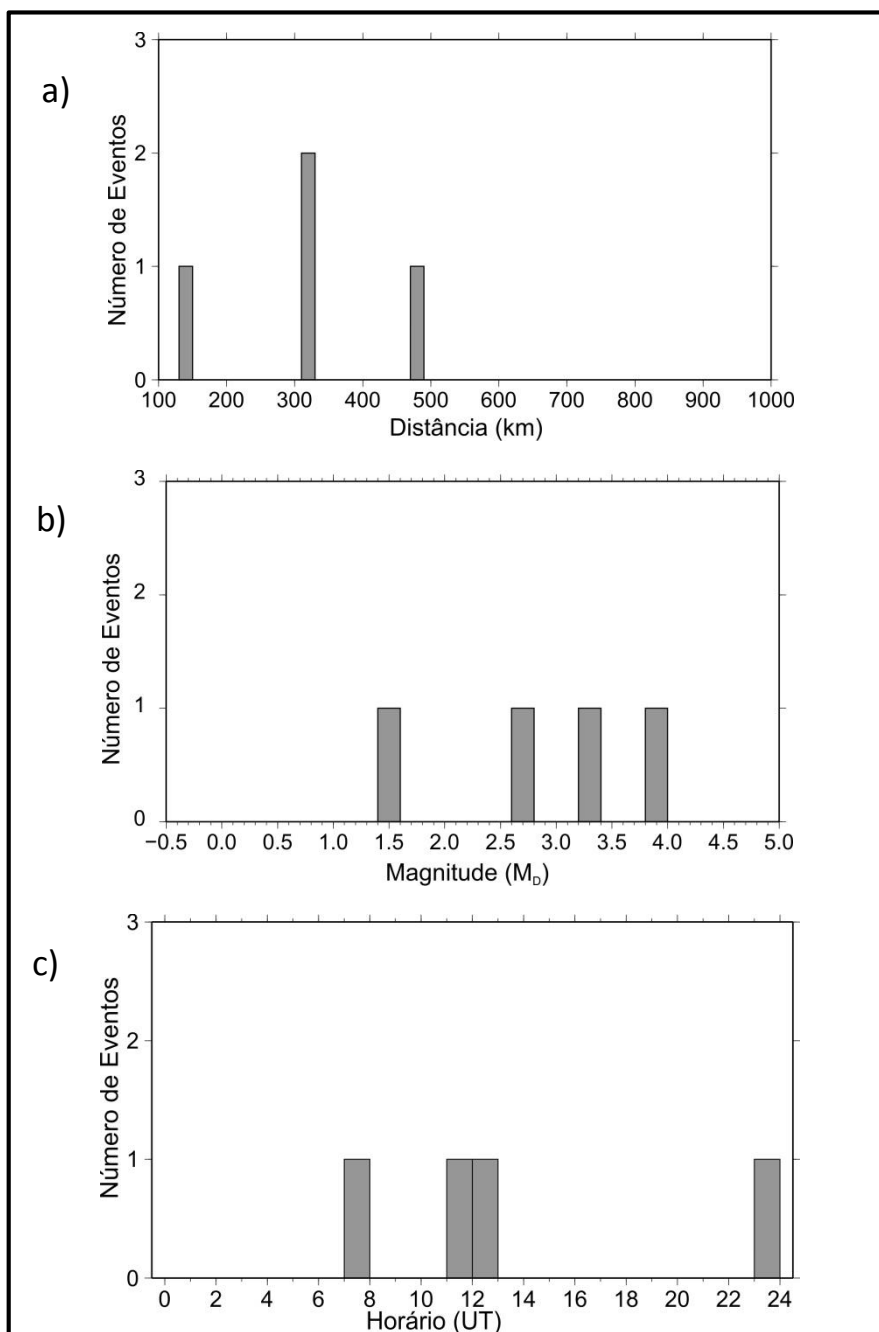 a)
Número de Eventos
3
2
1
0
100 200 300 400 500 600 700 800 900 1000
Distância (km)
b)
Número de Eventos
3
2
1
0
−0.5 0.0 0.5 1.0 1.5 2.0 2.5 3.0 3.5 4.0 4.5 5.0
Magnitude (M_D)
c)
Número de Eventos
3
2
1
0
0 2 4 6 8 10 12 14 16 18 20 22 24
Horário (UT)